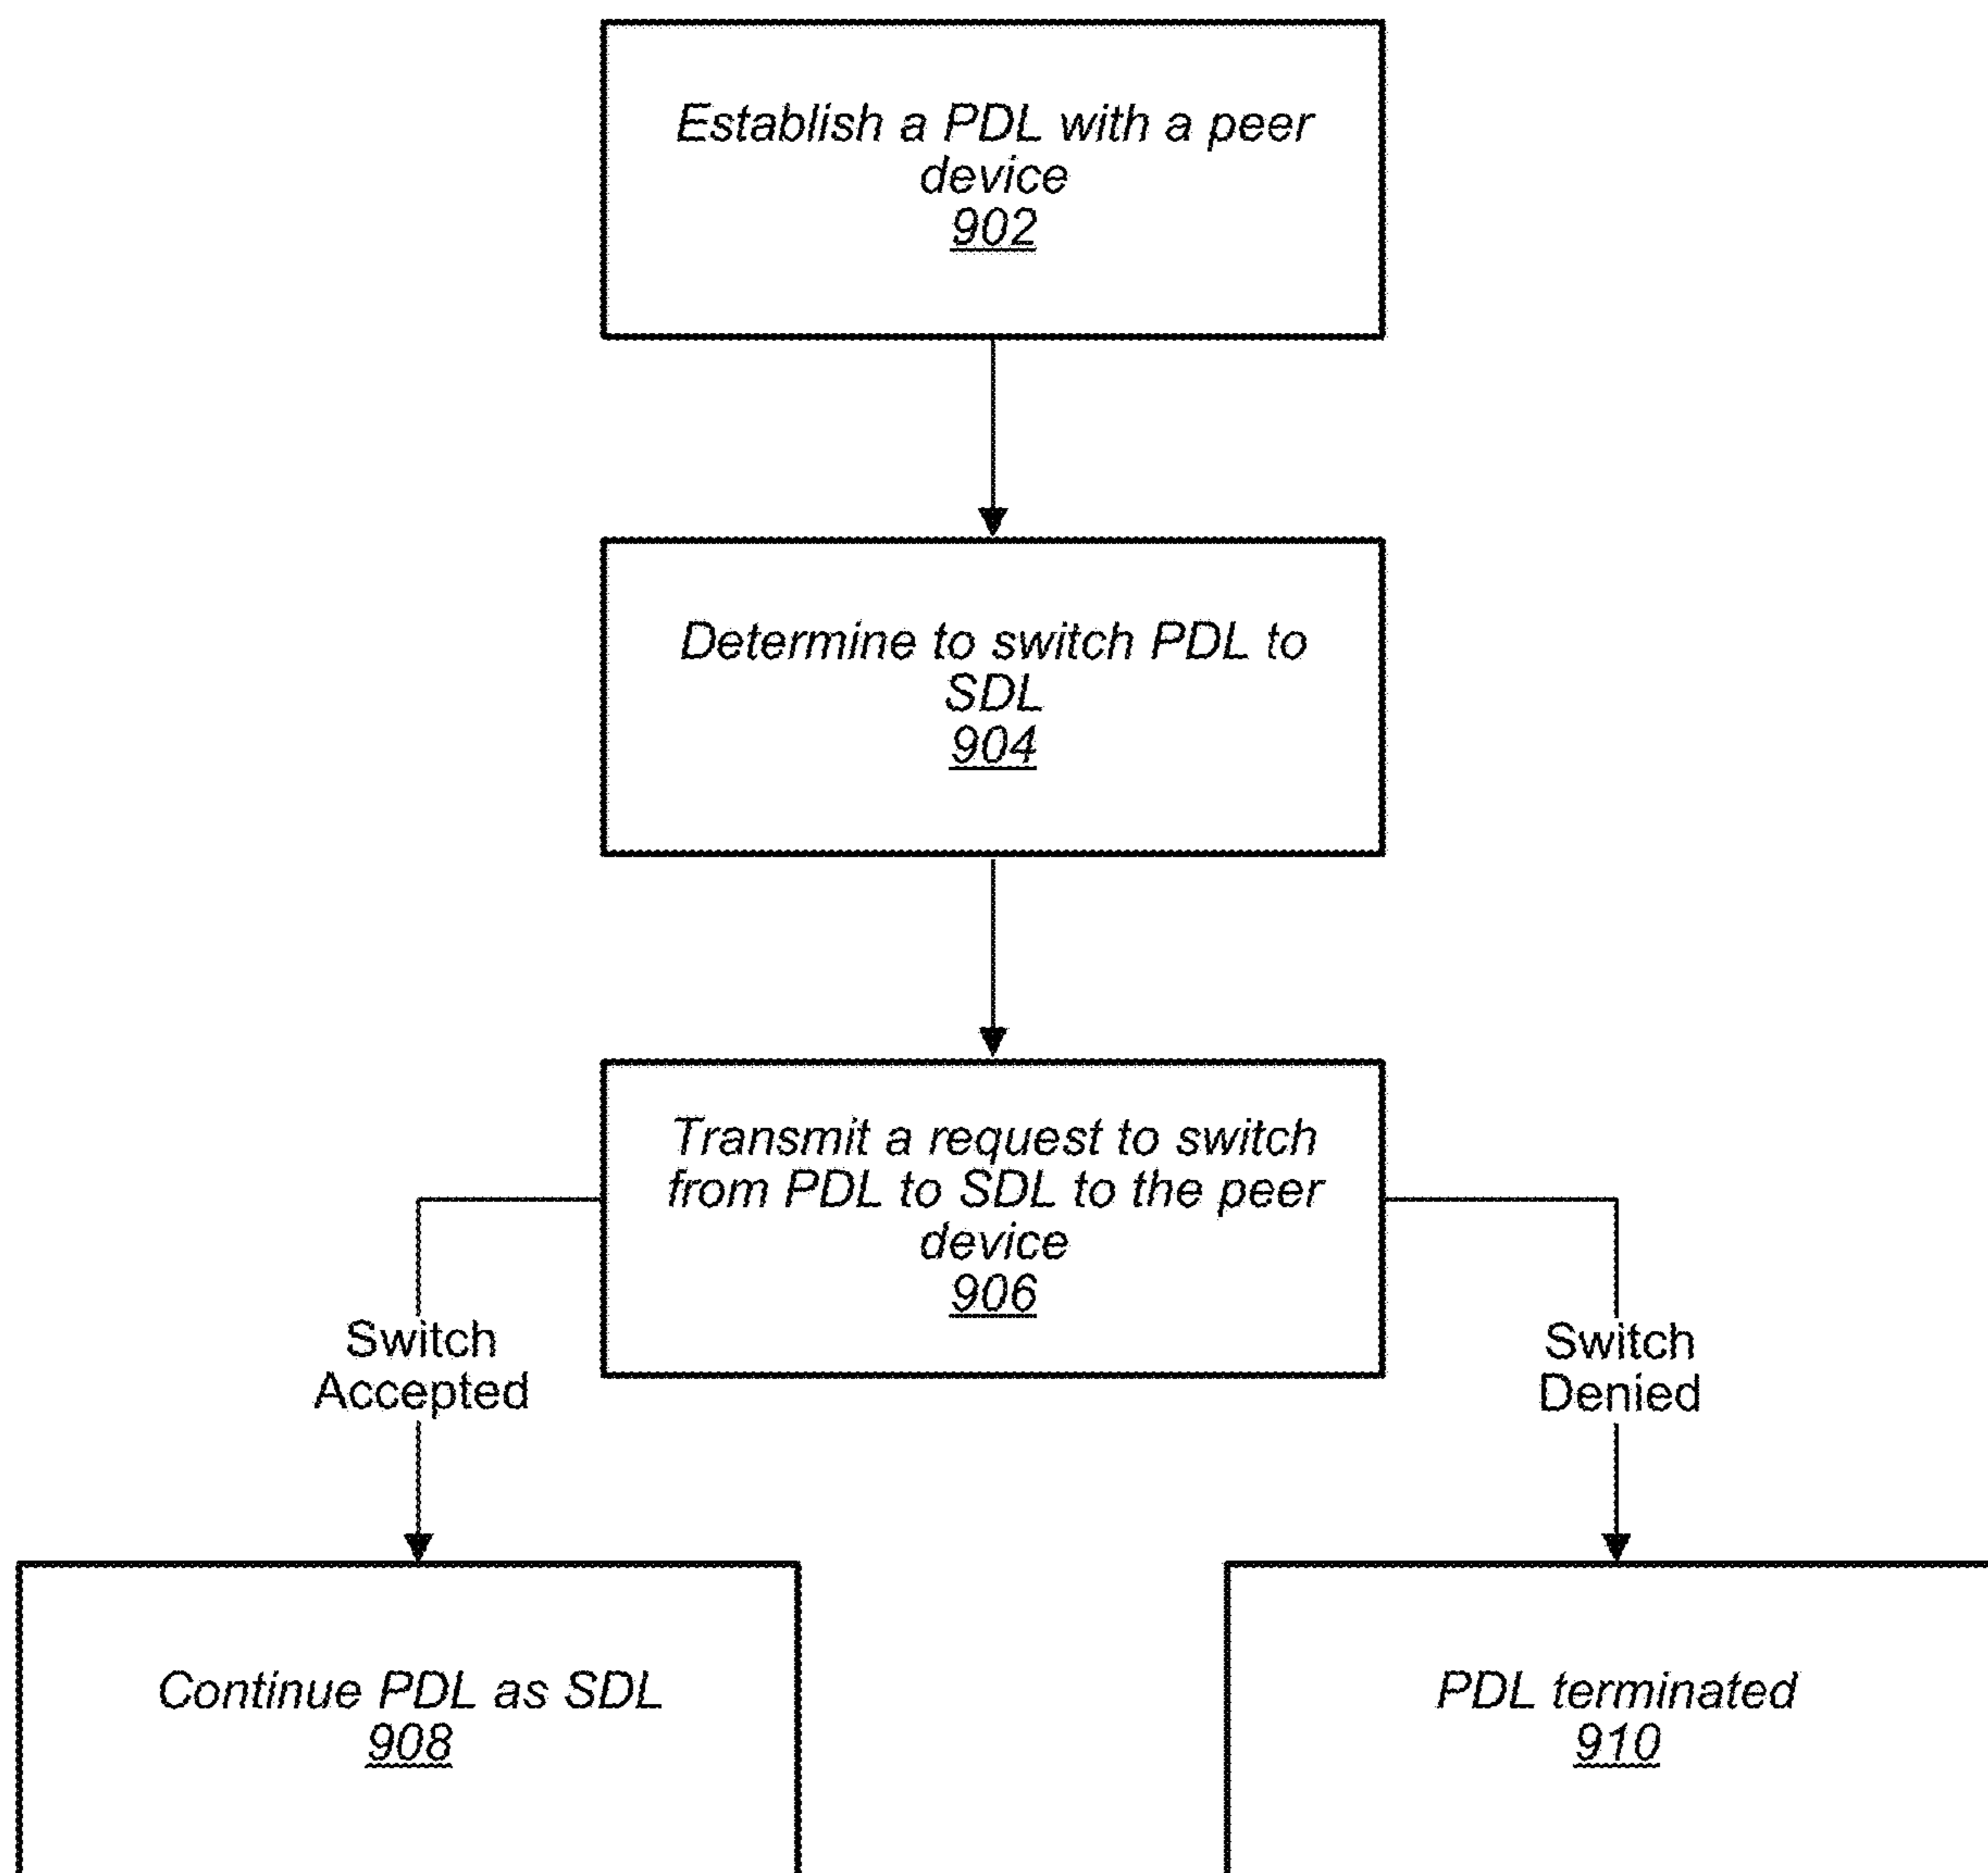 Establish a PDL with a peer
device
902
Determine to switch PDL to
SDL
904
Transmit a request to switch
from PDL to SDL to the peer
device
906
Switch
Accepted
Switch
Denied
Continue PDL as SDL
908
PDL terminated
910